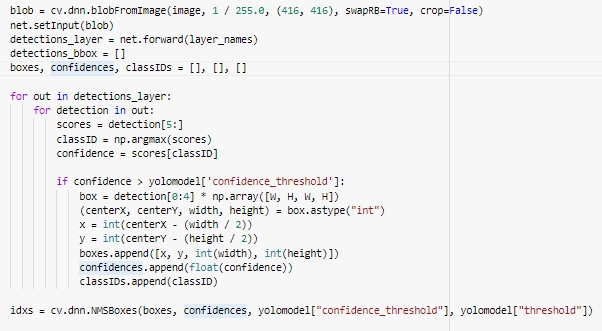 blob = cv.dnn.blobFromImage(image, 1 / 255.0, (416, 416), swapRB=True, crop=False)
net.setInput(blob)
detections_layer = net.forward(layer_names)
detections_bbox = []
boxes, confidences, classIDs = [], [], []
for out in detections_layer:
for detection in out:
scores = detection[5:]
classID = np.argmax(scores)
confidence = scores[classID]
if confidence > yolomodel['confidence_threshold']:
box = detection[0:4] * np.array([W, H, W, H])
(centerX, centerY, width, height) = box.astype("int")
x = int(centerX - (width / 2))
y = int(centerY - (height / 2))
boxes.append([x, y, int(width), int(height)])
confidences.append(float(confidence))
classIDs.append(classID)
idxs = cv.dnn.NMSBoxes(boxes, confidences, yolomodel["confidence_threshold"], yolomodel["threshold"])